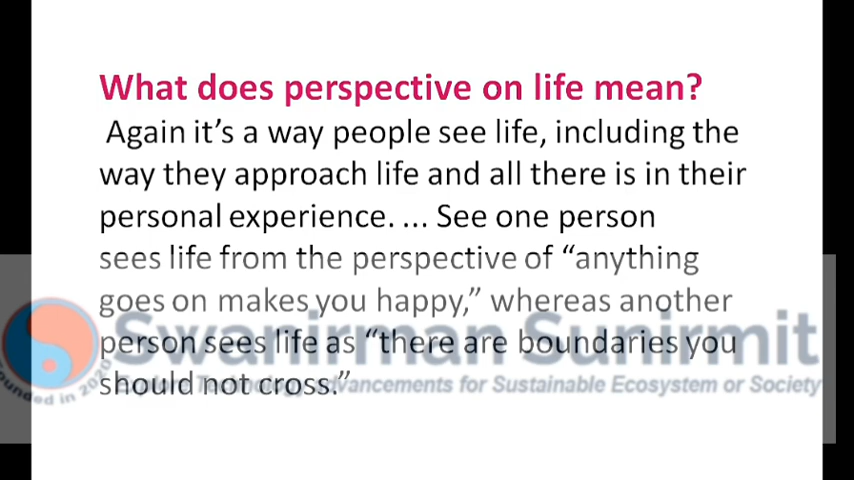 What does perspective on life mean?
Again it's a way people see life, including the
way they approach life and all there is in their
personal experience. ... See one person
sees life from the perspective of “anything
goes on makes you happy,” whereas another
person sees life as “there are boundaries you
should not cross.”
Swanirman Sunirmit
Technology Advancements for Sustainable Ecosystem or Society
Founded in 2020